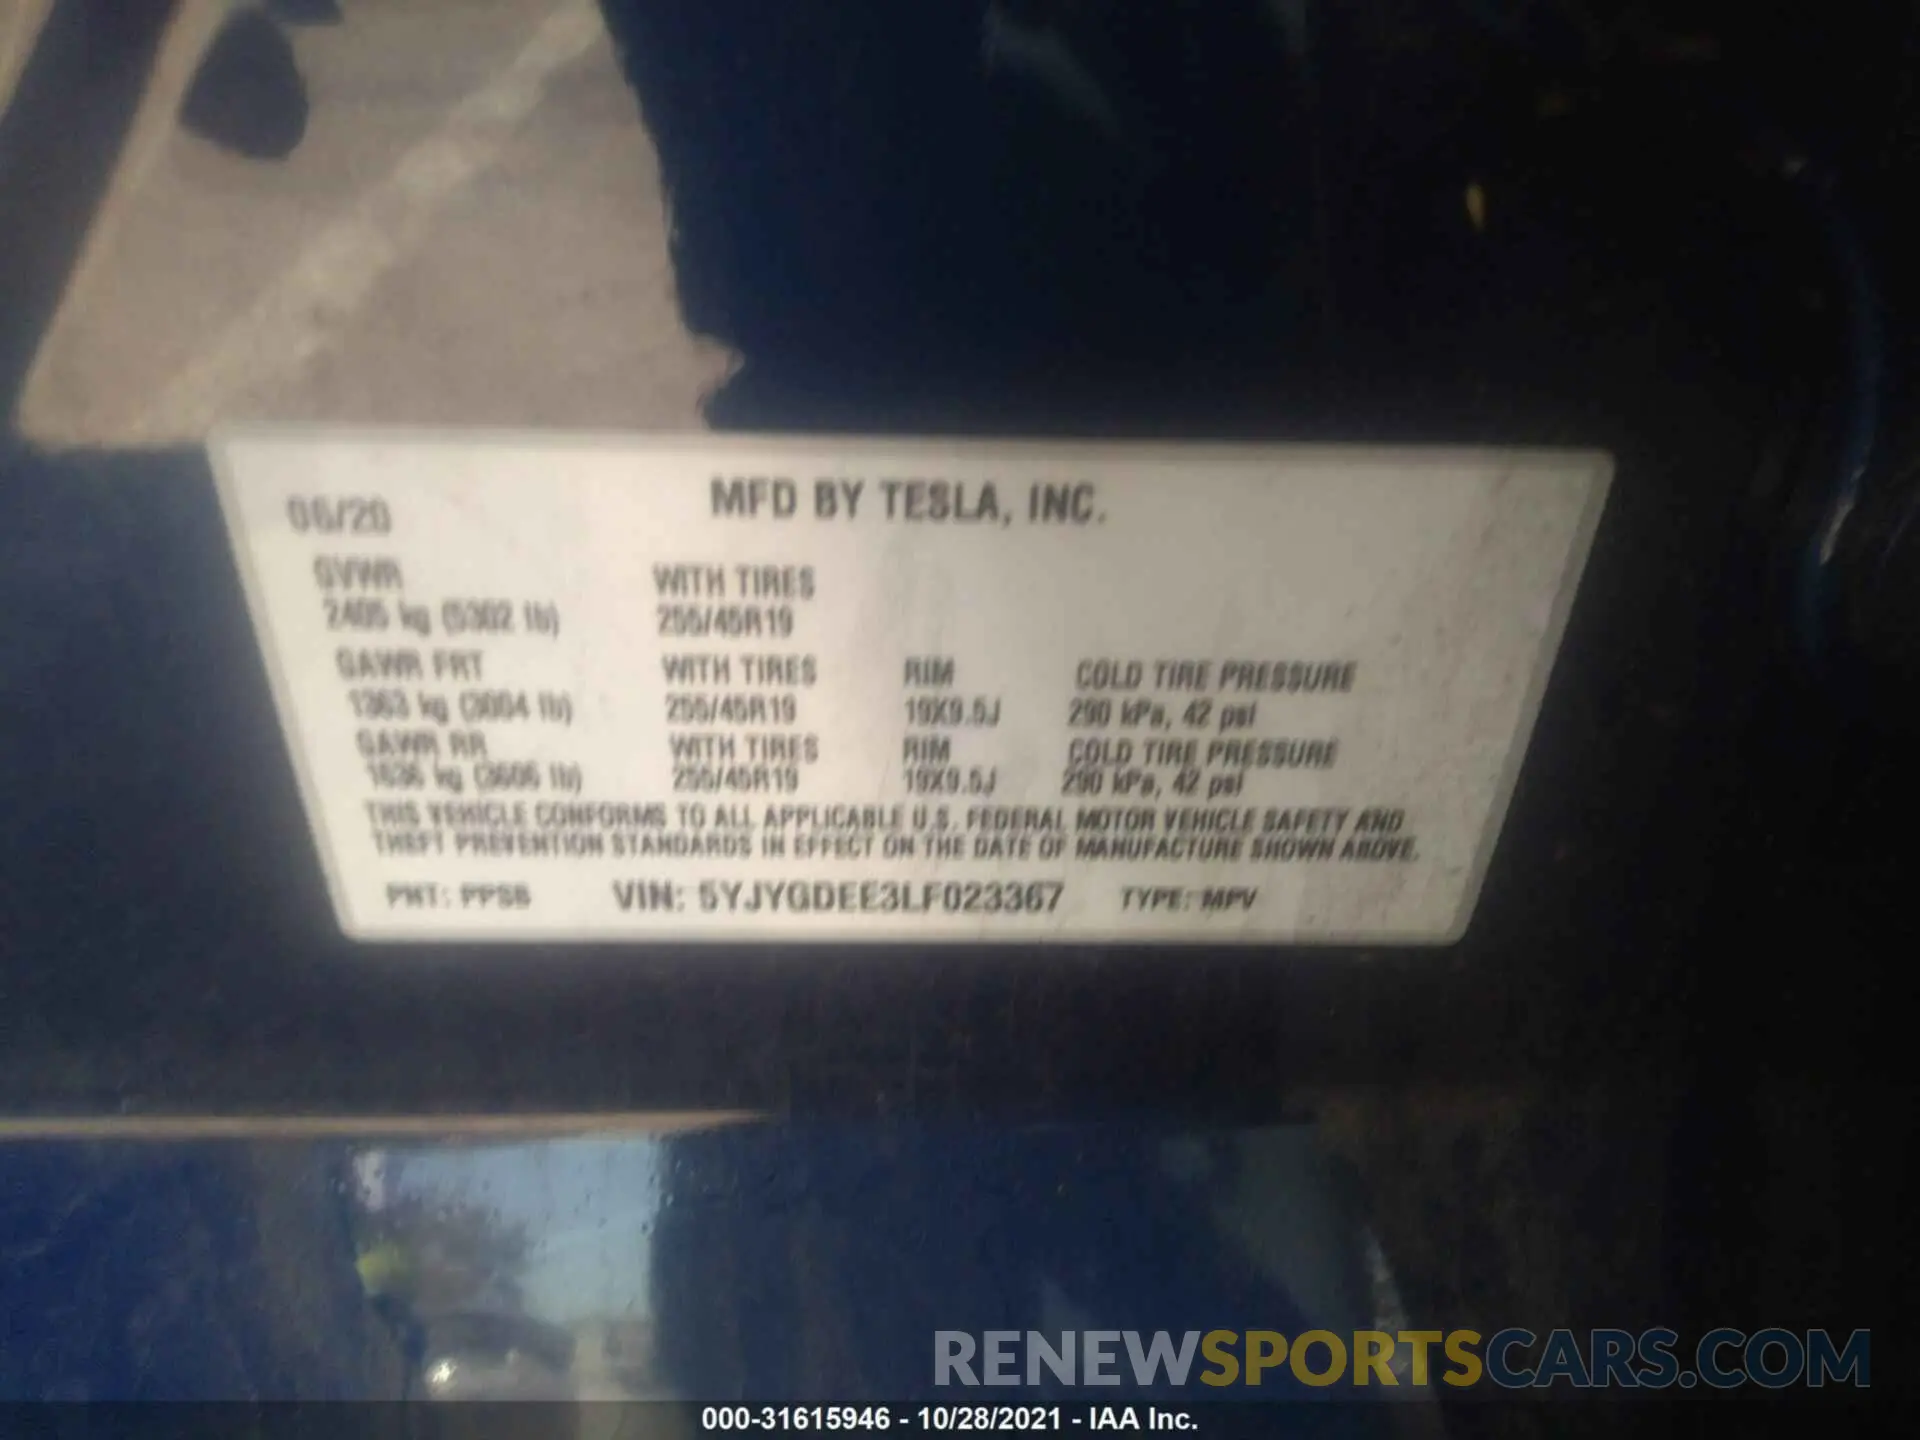 06/20 MFD BY TESLA, INC.
GVWR WITH TIRES
2405 kg (5302 lb) 255/45R19
GAWR FRT WITH TIRES RIM COLD TIRE PRESSURE
1363 kg (3004 lb) 255/45R19 19X9.5J 290 kPa, 42 psi
GAWR RR WITH TIRES RIM COLD TIRE PRESSURE
1636 kg (3606 lb) 255/45R19 19X9.5J 290 kPa, 42 psi
THIS VEHICLE CONFORMS TO ALL APPLICABLE U.S. FEDERAL MOTOR VEHICLE SAFETY AND
THEFT PREVENTION STANDARDS IN EFFECT ON THE DATE OF MANUFACTURE SHOWN ABOVE.
PNT: PPSB VIN: 5YJYGDEE3LF023367 TYPE: MPV
RENEWSPORTSCARS.COM
000-31615946 - 10/28/2021 - IAA Inc.